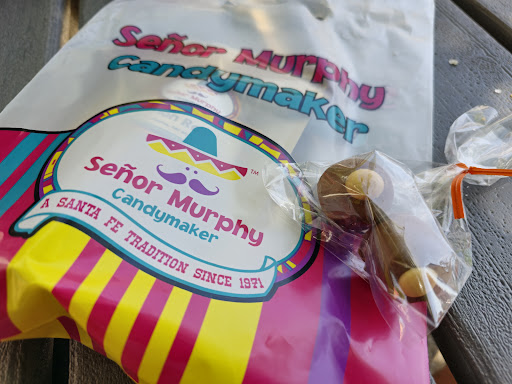 Señor Murphy
Candymaker
TM
Señor Murphy
Candymaker
A SANTA FE TRADITION SINCE 1971